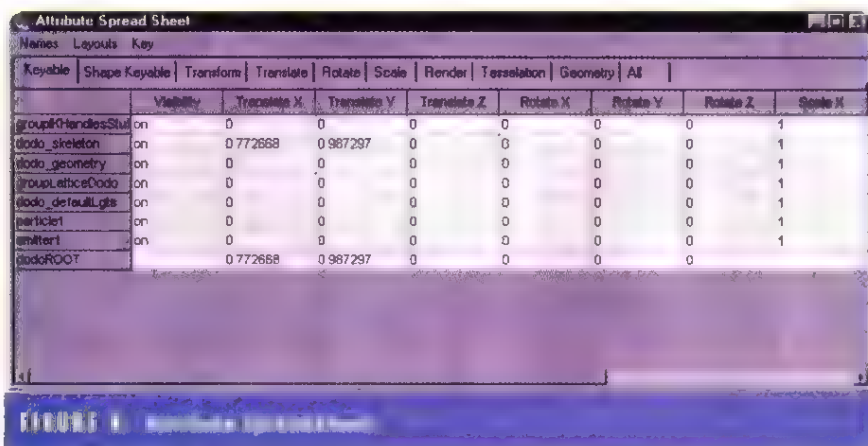 Attribute Spread Sheet
Names Layouts Key
Keyable Shape Keyable Transform Translate Rotate Scale Render Tesselation Geometry All
Visibility Translate X Translate Y Translate Z Rotate X Rotate Y Rotate Z Scale X
groupIKHandlesStuf on 0 0 0 0 0 0 1
dodo_skeleton on 0.772668 0.987297 0 0 0 0 1
dodo_geometry on 0 0 0 0 0 0 1
groupLatticeDodo on 0 0 0 0 0 0 1
dodo_defaultLgts on 0 0 0 0 0 0 1
particle1 on 0 0 0 0 0 0 1
emitter1 on 0 0 0 0 0 0 1
dodoROOT 0.772668 0.987297 0 0 0 0
FIGURE